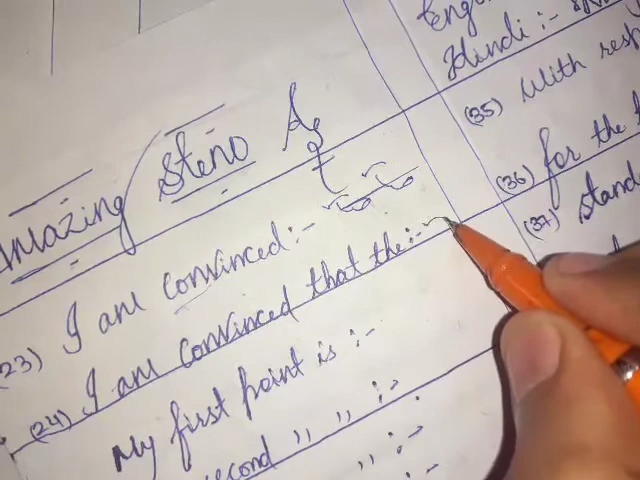 Amazing Steno
(23) I am convinced:-
(24) I am convinced that the:-
My first point is :-
second " " :-
" :-
:-
Hindi:-
(35) With resp
(36) for the
(37) stand